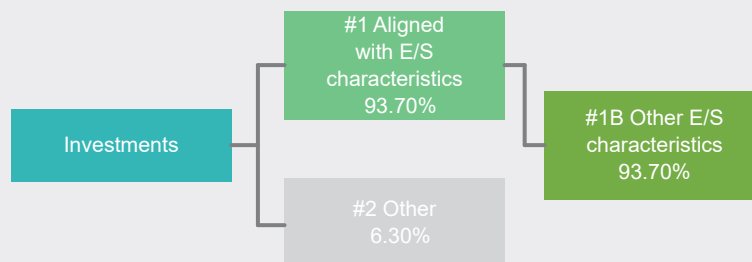 #1 Aligned
with E/S
characteristics
93.70%
Investments
#1B Other E/S
characteristics
93.70%
#2 Other
6.30%